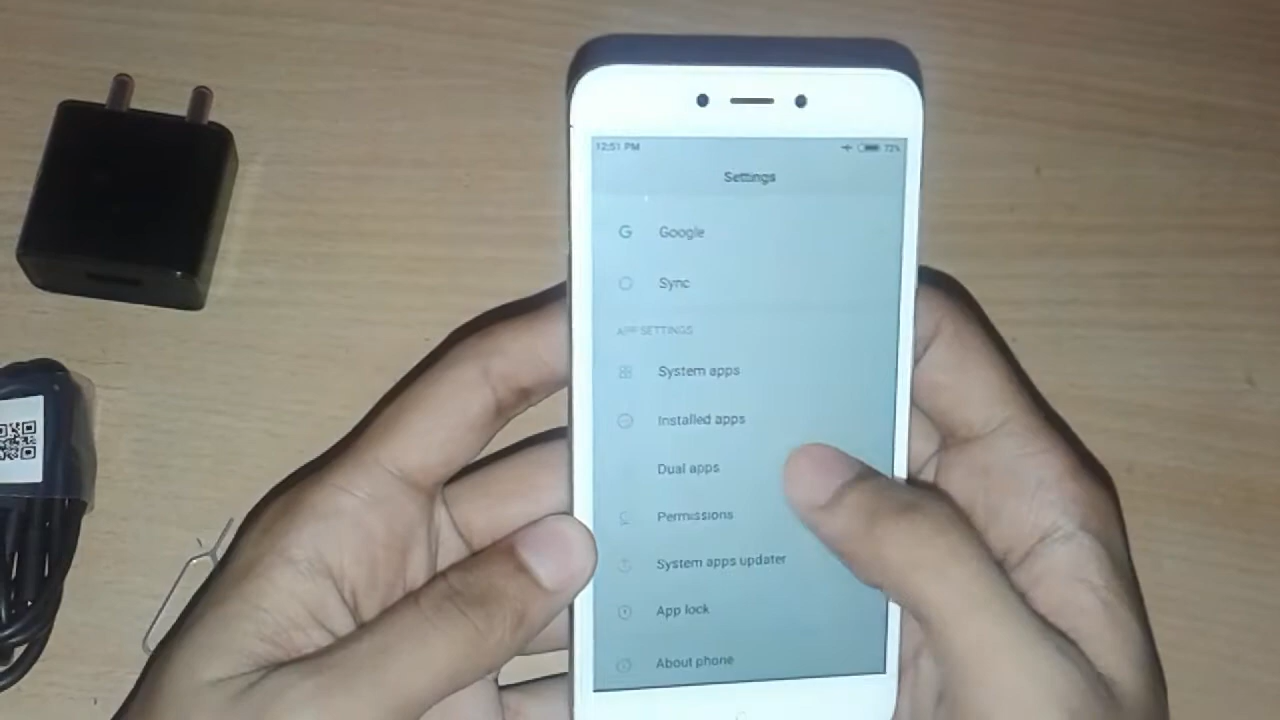 12:51 PM 72%
Settings
G Google
Sync
APP SETTINGS
System apps
Installed apps
Dual apps
Permissions
System apps updater
App lock
About phone